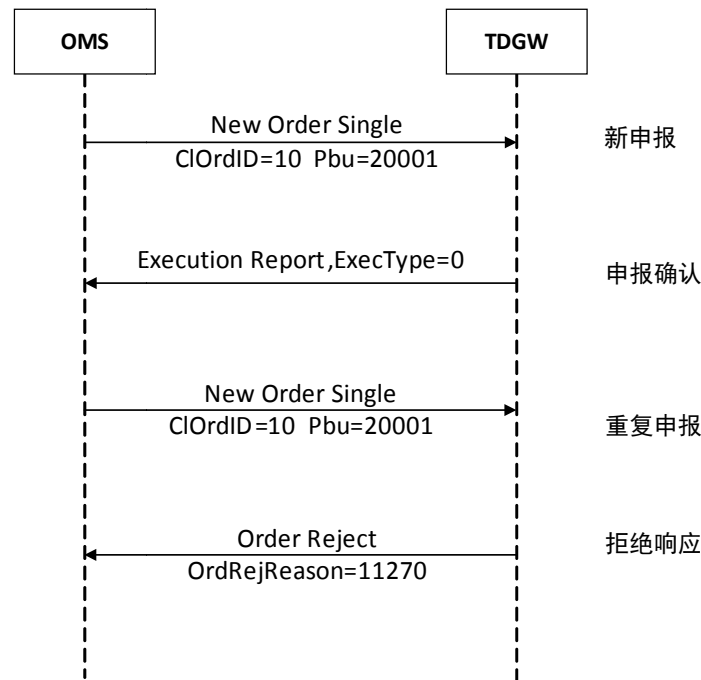 OMS
TDGW
New Order Single
ClOrdID=10 Pbu=20001
新申报
Execution Report,ExecType=0
申报确认
New Order Single
ClOrdID=10 Pbu=20001
重复申报
Order Reject
OrdRejReason=11270
拒绝响应